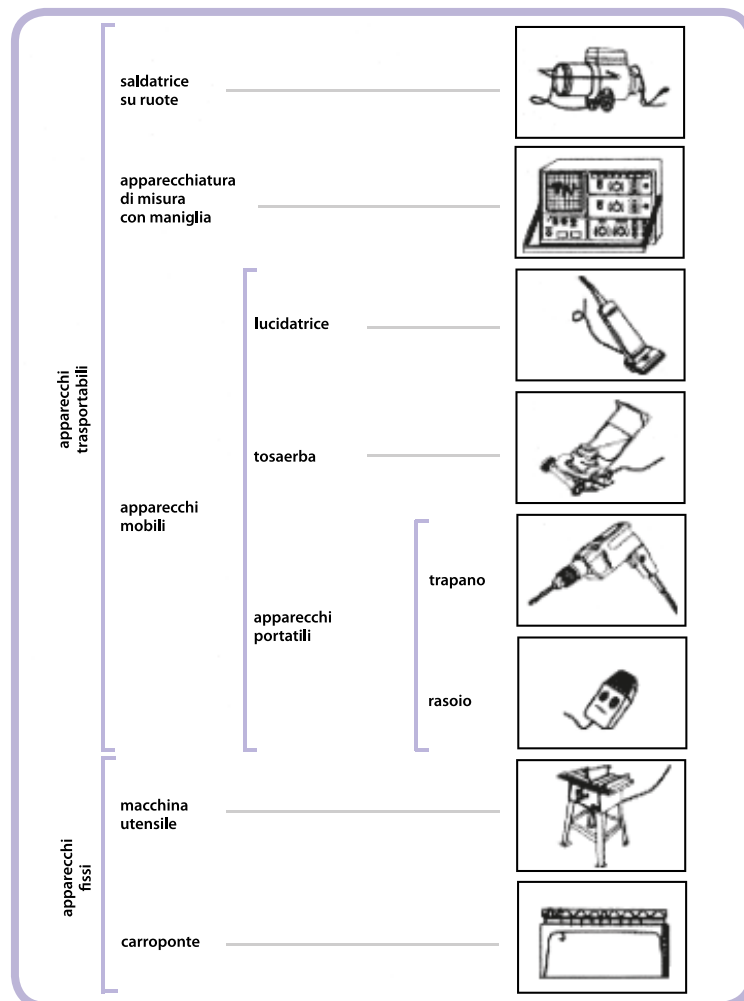 saldatrice
su ruote
apparecchiatura
di misura
con maniglia
lucidatrice
apparecchi
trasportabili
tosaerba
apparecchi
mobili
trapano
apparecchi
portatili
rasoio
macchina
utensile
apparecchi
fissi
carroponte